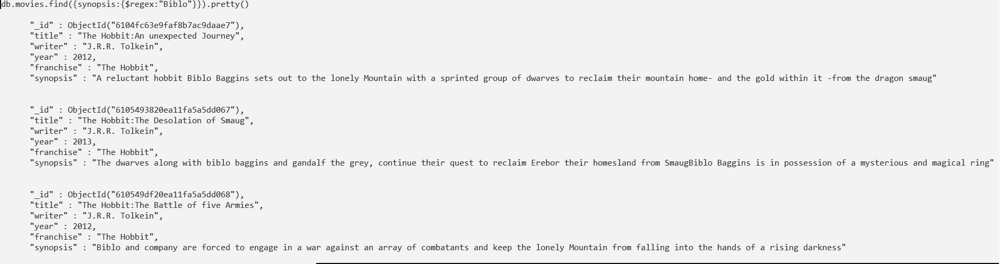 db.movies.find({synopsis:{$regex:"Biblo"}}).pretty()
"_id" : ObjectId("6104fc63e9faf8b7ac9daae7"),
"title" : "The Hobbit:An unexpected Journey",
"writer" : "J.R.R. Tolkein",
"year" : 2012,
"franchise" : "The Hobbit",
"synopsis" : "A reluctant hobbit Biblo Baggins sets out to the lonely Mountain with a sprinted group of dwarves to reclaim their mountain home- and the gold within it -from the dragon smaug"
"_id" : ObjectId("6105493820ea11fa5a5dd067"),
"title" : "The Hobbit:The Desolation of Smaug",
"writer" : "J.R.R. Tolkein",
"year" : 2013,
"franchise" : "The Hobbit",
"synopsis" : "The dwarves along with biblo baggins and gandalf the grey, continue their quest to reclaim Erebor their homesland from SmaugBiblo Baggins is in possession of a mysterious and magical ring"
"_id" : ObjectId("610549df20ea11fa5a5dd068"),
"title" : "The Hobbit:The Battle of five Armies",
"writer" : "J.R.R. Tolkein",
"year" : 2012,
"franchise" : "The Hobbit",
"synopsis" : "Biblo and company are forced to engage in a war against an array of combatants and keep the lonely Mountain from falling into the hands of a rising darkness"